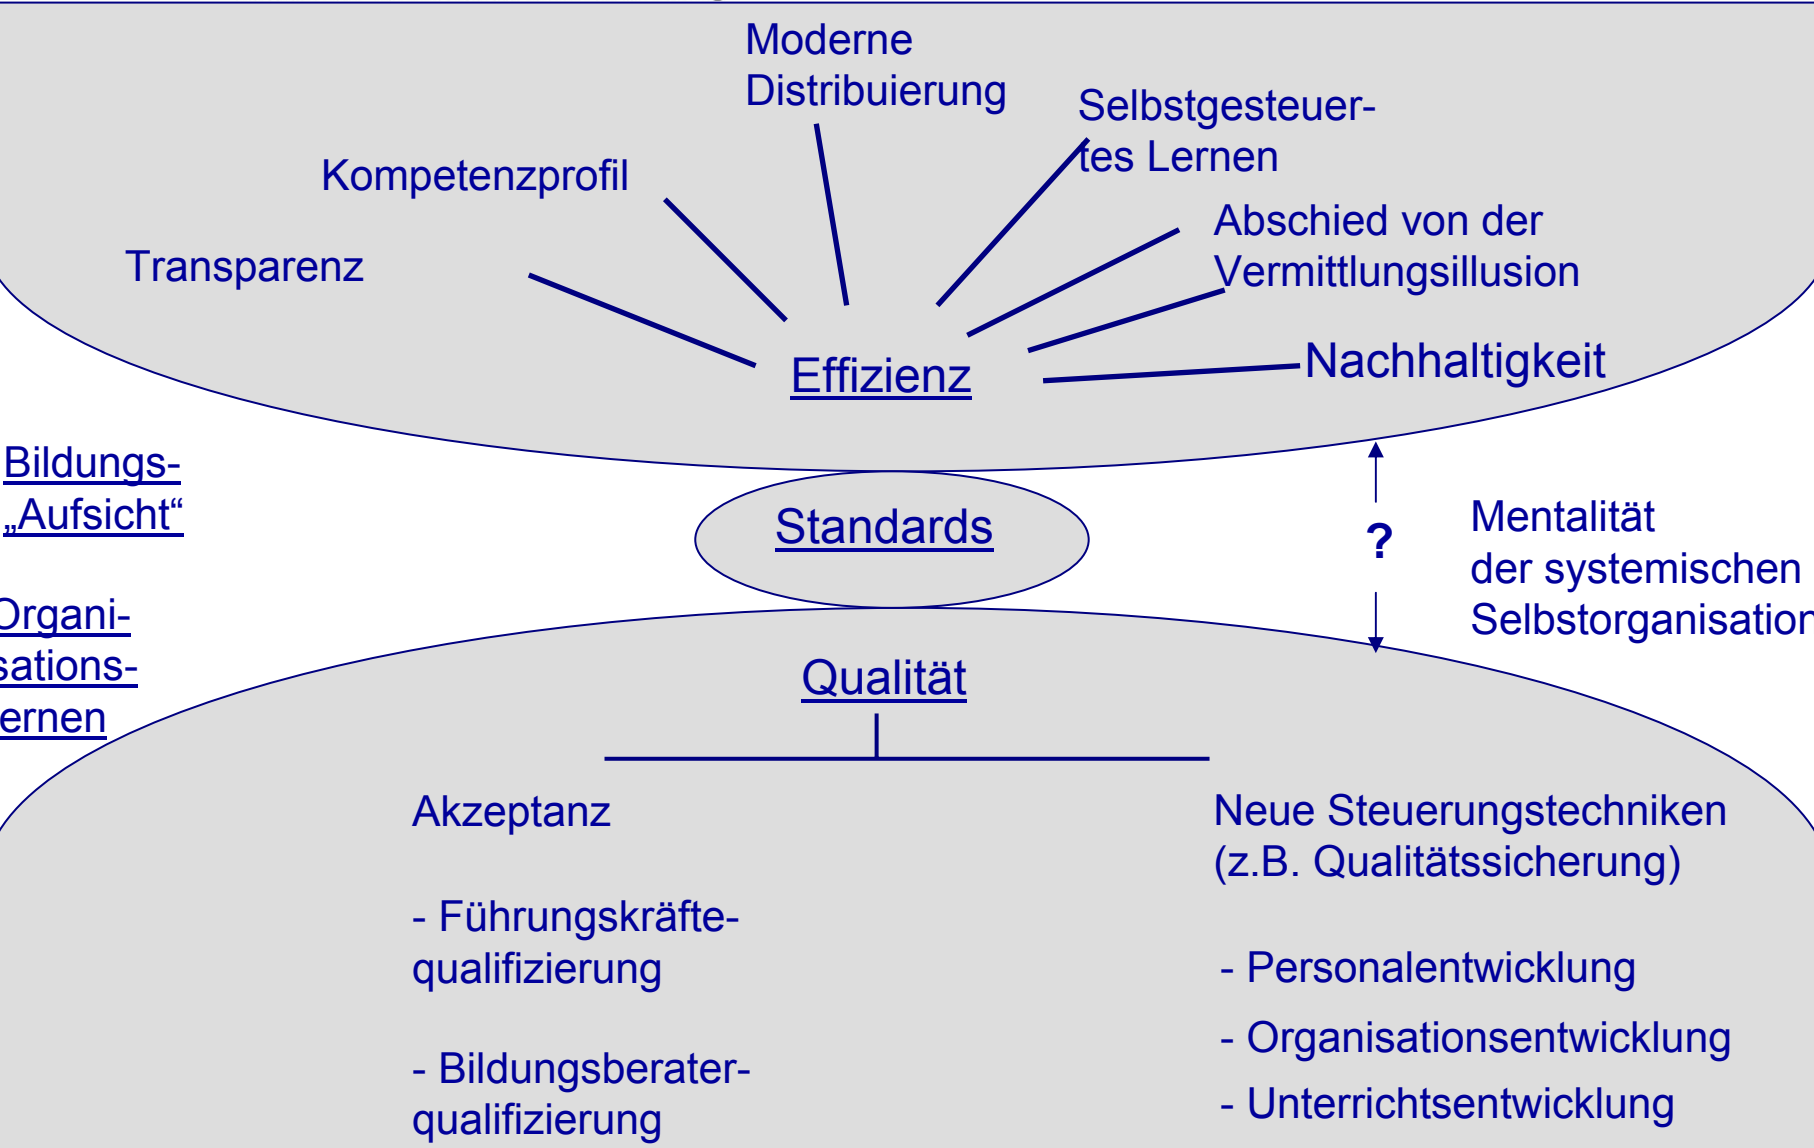 Moderne
Distribuierung
Selbstgesteuer-
tes Lernen
Kompetenzprofil
Abschied von der
Vermittlungsillusion
Transparenz
Effizienz
Nachhaltigkeit
Bildungs-
„Aufsicht“
Standards
?
Mentalität
der systemischen
Selbstorganisation
Organi-
sations-
ernen
Qualität
Akzeptanz
- Führungskräfte-
qualifizierung
- Bildungsberater-
qualifizierung
Neue Steuerungstechniken
(z.B. Qualitätssicherung)
- Personalentwicklung
- Organisationsentwicklung
- Unterrichtsentwicklung